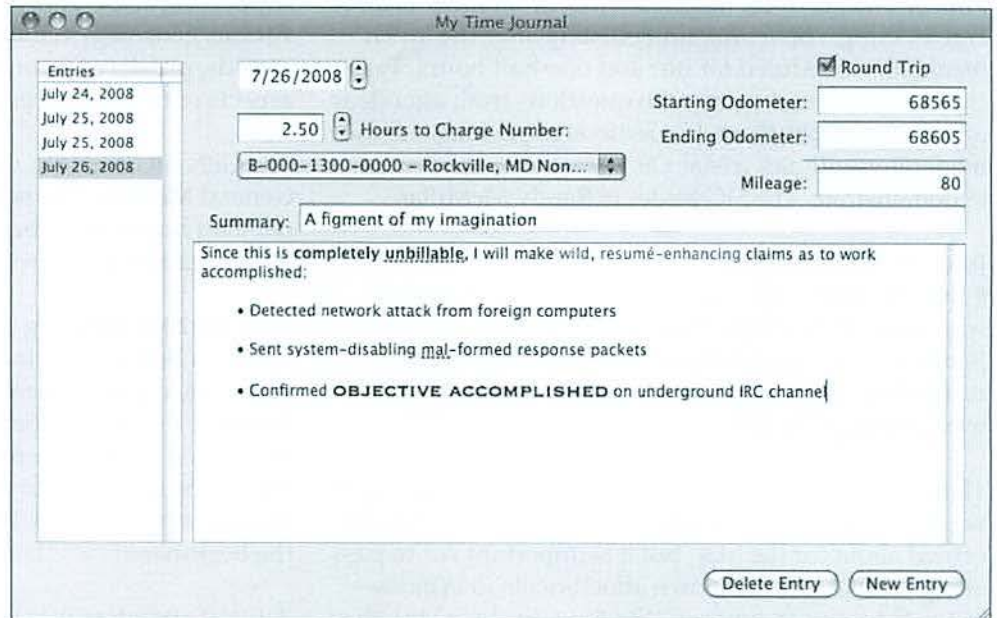 My Time Journal
Entries
July 24, 2008
July 25, 2008
July 25, 2008
July 26, 2008
7/26/2008
2.50 Hours to Charge Number:
B-000-1300-0000 - Rockville, MD Non...
Round Trip
Starting Odometer: 68565
Ending Odometer: 68605
Mileage: 80
Summary: A figment of my imagination
Since this is completely unbillable, I will make wild, resumé-enhancing claims as to work
accomplished:
• Detected network attack from foreign computers
• Sent system-disabling mal-formed response packets
• Confirmed OBJECTIVE ACCOMPLISHED on underground IRC channel
Delete Entry
New Entry